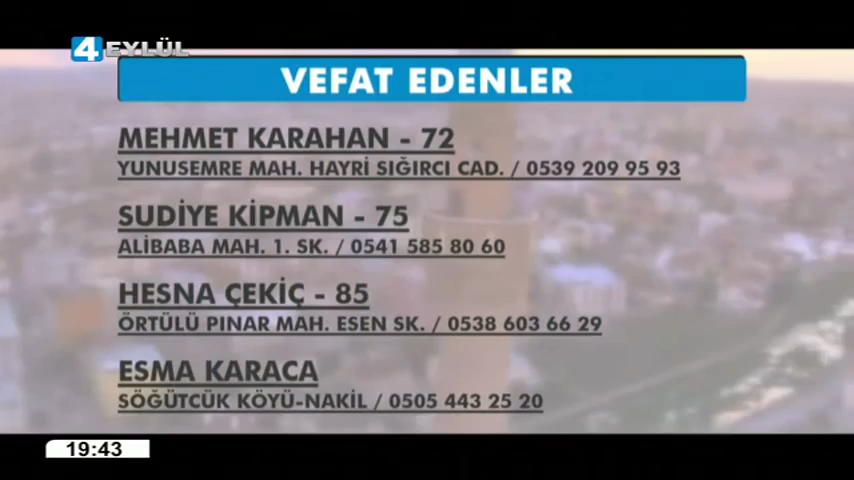 4 EYLÜL
VEFAT EDENLER
MEHMET KARAHAN - 72
YUNUSEMRE MAH. HAYRİ SIĞIRCI CAD. / 0539 209 95 93
SUDİYE KİPMAN - 75
ALİBABA MAH. 1. SK. / 0541 585 80 60
HESNA ÇEKİÇ - 85
ÖRTÜLÜ PINAR MAH. ESEN SK. / 0538 603 66 29
ESMA KARACA
SÖĞÜTCÜK KÖYÜ-NAKİL / 0505 443 25 20
19:43